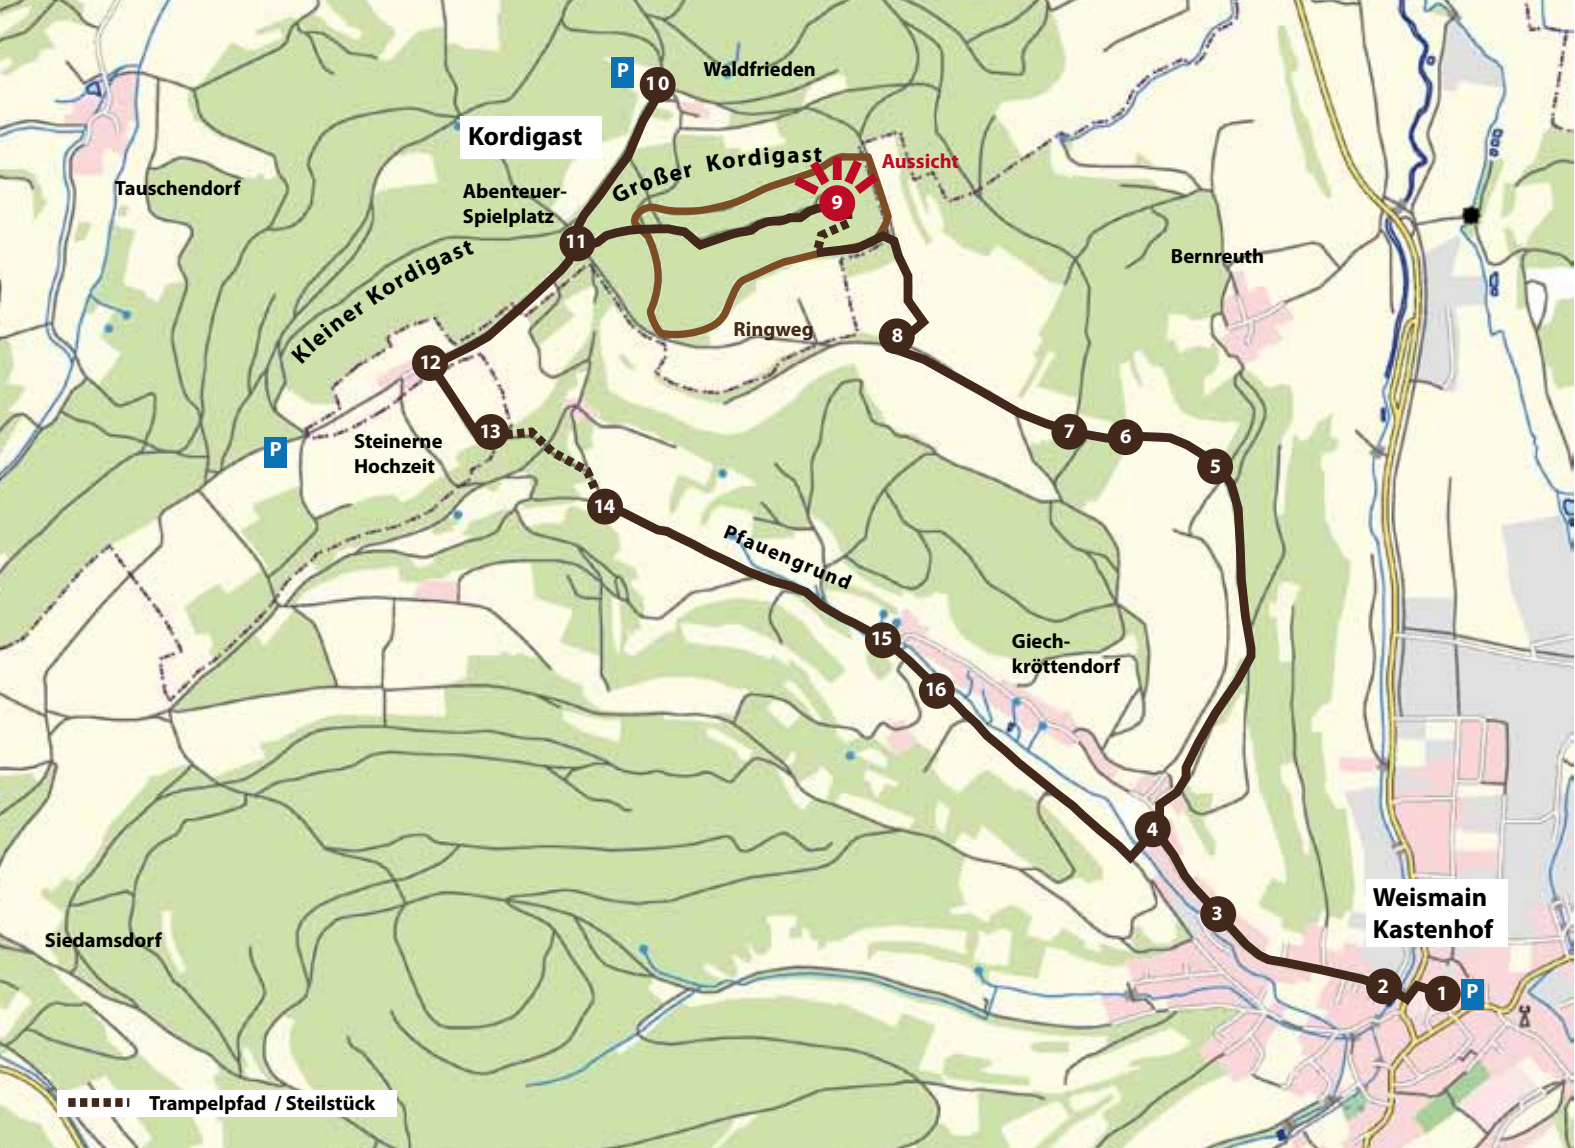 P
10
Waldfrieden
Kordigast
Großer Kordigast
Aussicht
Tauschendorf
Abenteuer-
Spielplatz
9
11
Kleiner Kordigast
Bernreuth
Ringweg
8
12
13
7
6
5
P
Steinerne
Hochzeit
14
Pfauengrund
15
Giech-
kröttendorf
16
4
Weismain
Kastenhof
3
Siedamsdorf
2
1
P
Trampelpfad / Steilstück